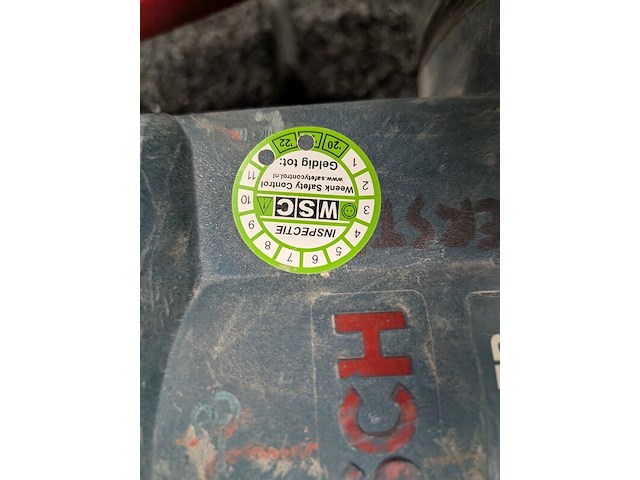 INSPECTIE
WSC
Weenk Safety Control
www.safetycontrol.nl
Geldig tot:
'20
'22
1
2
3
4
5
6
7
8
9
10
11
SCH